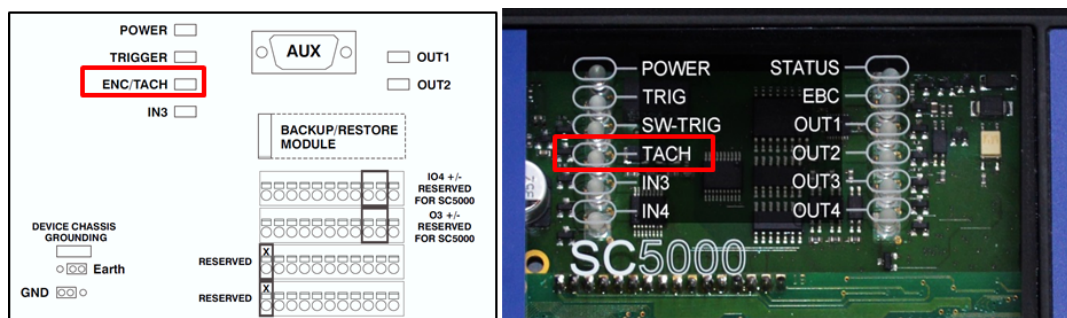 POWER
TRIGGER
ENC/TACH
IN3
AUX
OUT1
OUT2
BACKUP/RESTORE
MODULE
IO4 +/-
RESERVED
FOR SC5000
O3 +/-
RESERVED
FOR SC5000
DEVICE CHASSIS
GROUNDING
Earth
GND
X
RESERVED
X
RESERVED
POWER STATUS
TRIG EBC
SW-TRIG OUT1
TACH OUT2
IN3 OUT3
IN4 OUT4
SC5000